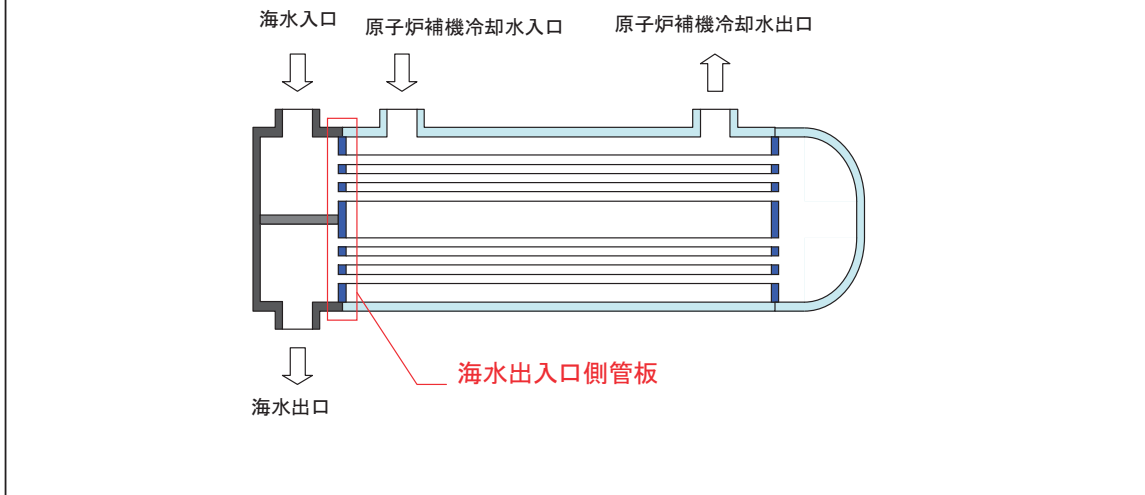 海水入口
原子炉補機冷却水入口
原子炉補機冷却水出口
海水出入口側管板
海水出口